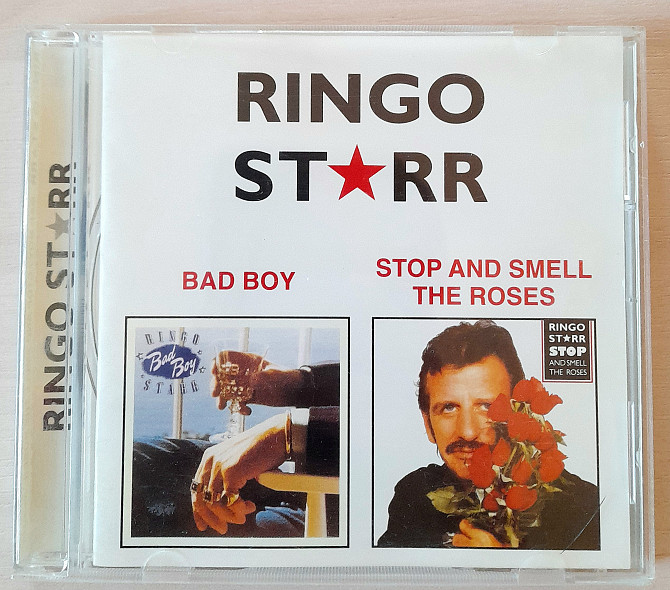 RINGO
ST★RR
RINGO ST★RR
BAD BOY
STOP AND SMELL
THE ROSES
RINGO
Bad Boy
STARR
RINGO
ST★RR
STOP
AND SMELL
THE ROSES